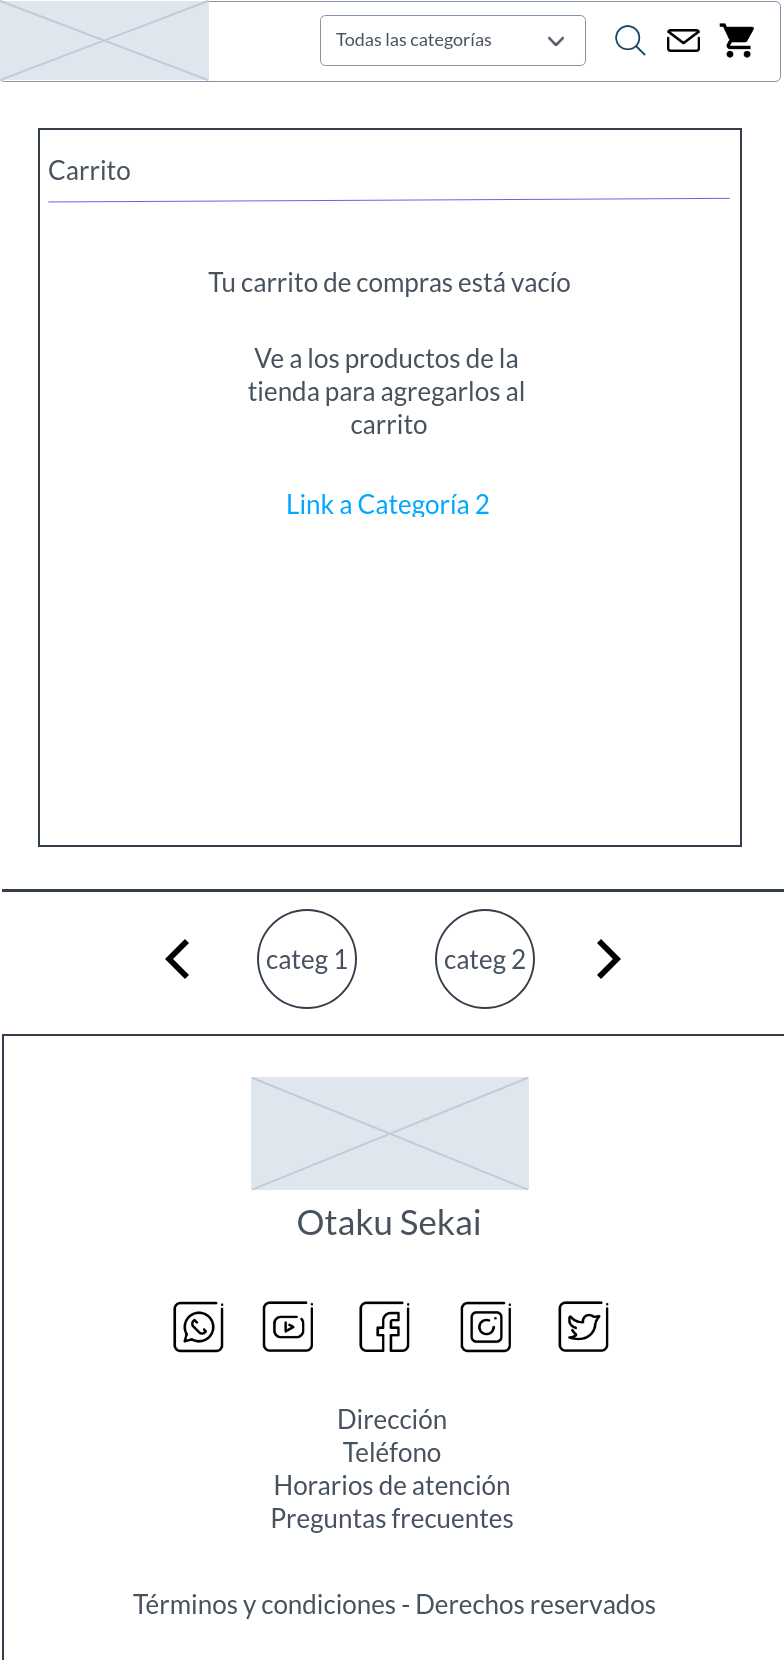 Todas las categorías
Carrito
Tu carrito de compras está vacío
Ve a los productos de la
tienda para agregarlos al
carrito
Link a Categoría 2
categ 1
categ 2
Otaku Sekai
Dirección
Teléfono
Horarios de atención
Preguntas frecuentes
Términos y condiciones - Derechos reservados